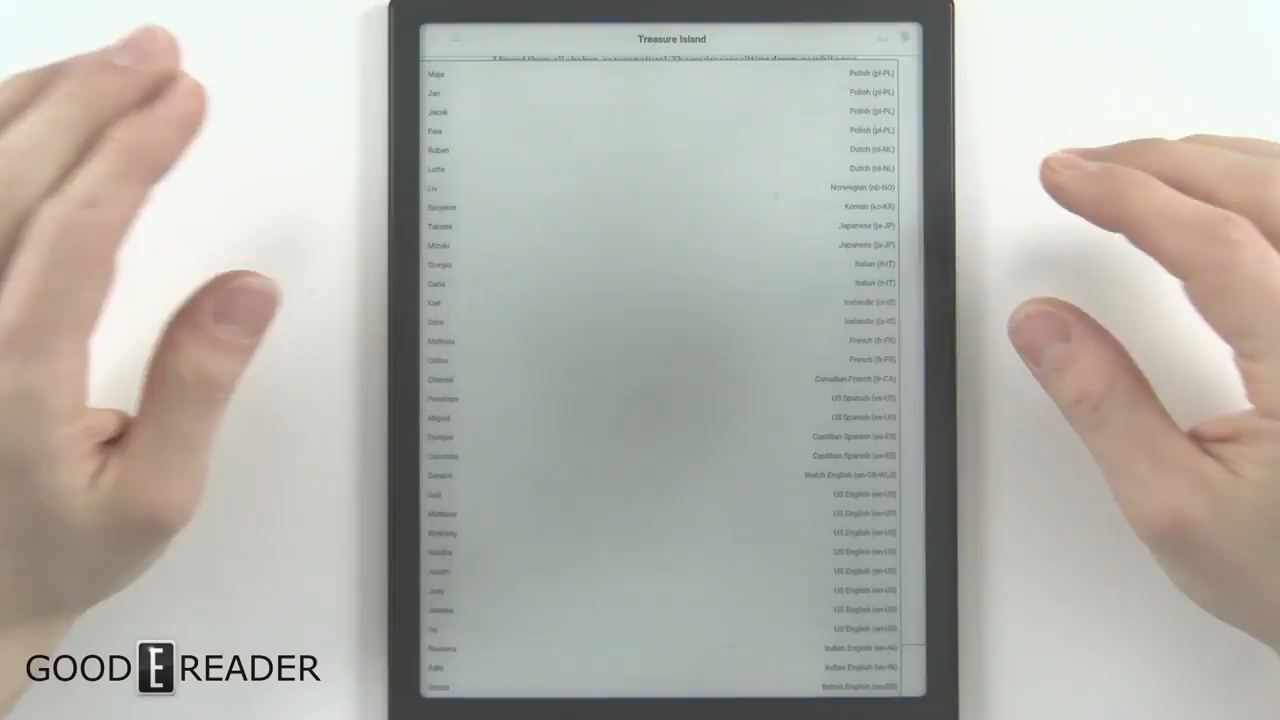 Treasure Island
Maja Polish (pl-PL)
Jan Polish (pl-PL)
Jacek Polish (pl-PL)
Ewa Polish (pl-PL)
Ruben Dutch (nl-NL)
Lotte Dutch (nl-NL)
Liv Norwegian (nb-NO)
Seoyeon Korean (ko-KR)
Takumi Japanese (ja-JP)
Mizuki Japanese (ja-JP)
Giorgio Italian (it-IT)
Carla Italian (it-IT)
Karl Icelandic (is-IS)
Dora Icelandic (is-IS)
Mathieu French (fr-FR)
Céline French (fr-FR)
Chantal Canadian French (fr-CA)
Penélope US Spanish (es-US)
Miguel US Spanish (es-US)
Enrique Castilian Spanish (es-ES)
Conchita Castilian Spanish (es-ES)
Geraint Welsh English (en-GB-WLS)
Salli US English (en-US)
Matthew US English (en-US)
Kimberly US English (en-US)
Kendra US English (en-US)
Justin US English (en-US)
Joey US English (en-US)
Joanna US English (en-US)
Ivy US English (en-US)
Raveena Indian English (en-IN)
Aditi Indian English (en-IN)
British English (en-GB)
GOOD E READER